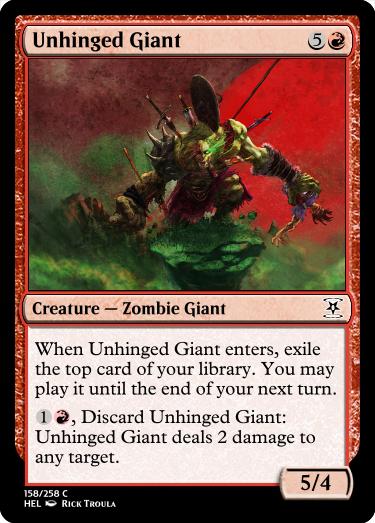 Unhinged Giant 5
Creature — Zombie Giant
When Unhinged Giant enters, exile
the top card of your library. You may
play it until the end of your next turn.
1, Discard Unhinged Giant:
Unhinged Giant deals 2 damage to
any target.
5/4
158/258 C
HEL Rick Troula